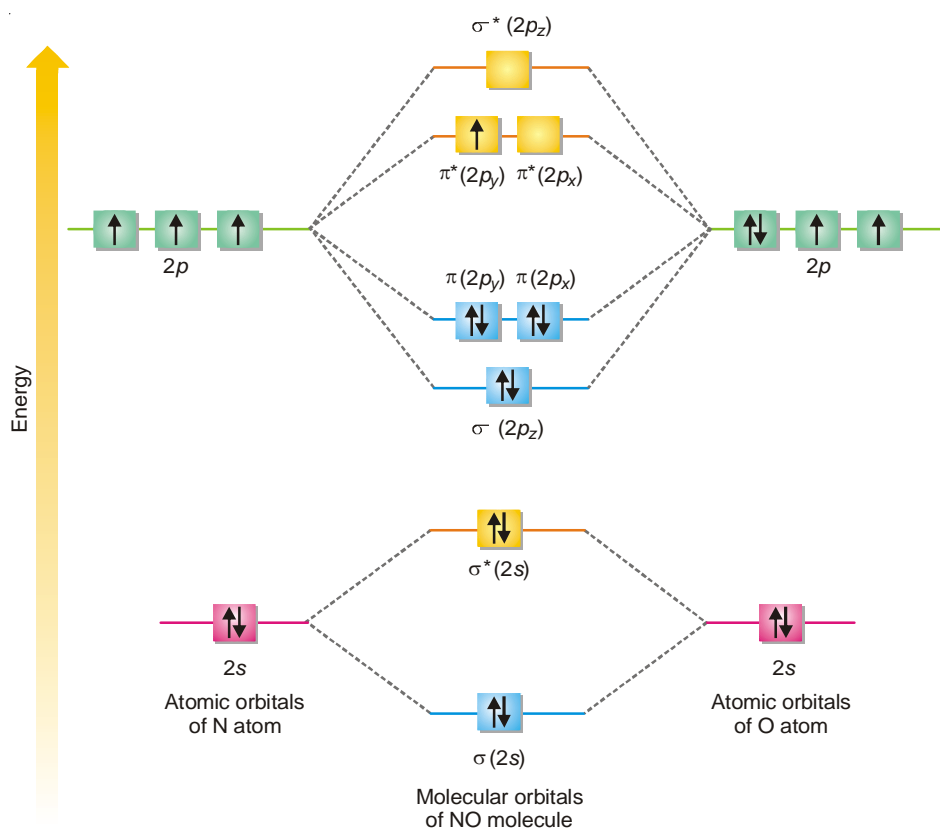 σ* (2pz)
π*(2py) π*(2px)
2p
2p
π(2py) π(2px)
σ (2pz)
Energy
σ*(2s)
2s
2s
Atomic orbitals
of N atom
Atomic orbitals
of O atom
σ(2s)
Molecular orbitals
of NO molecule